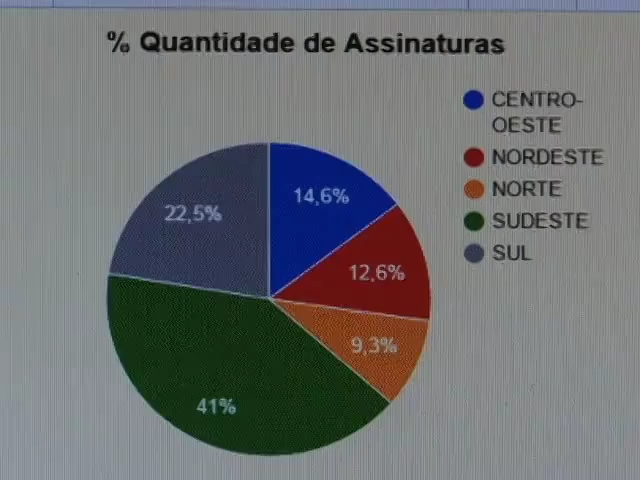 % Quantidade de Assinaturas
CENTRO-
OESTE
NORDESTE
NORTE
SUDESTE
SUL
14,6%
22,5%
12,6%
9,3%
41%